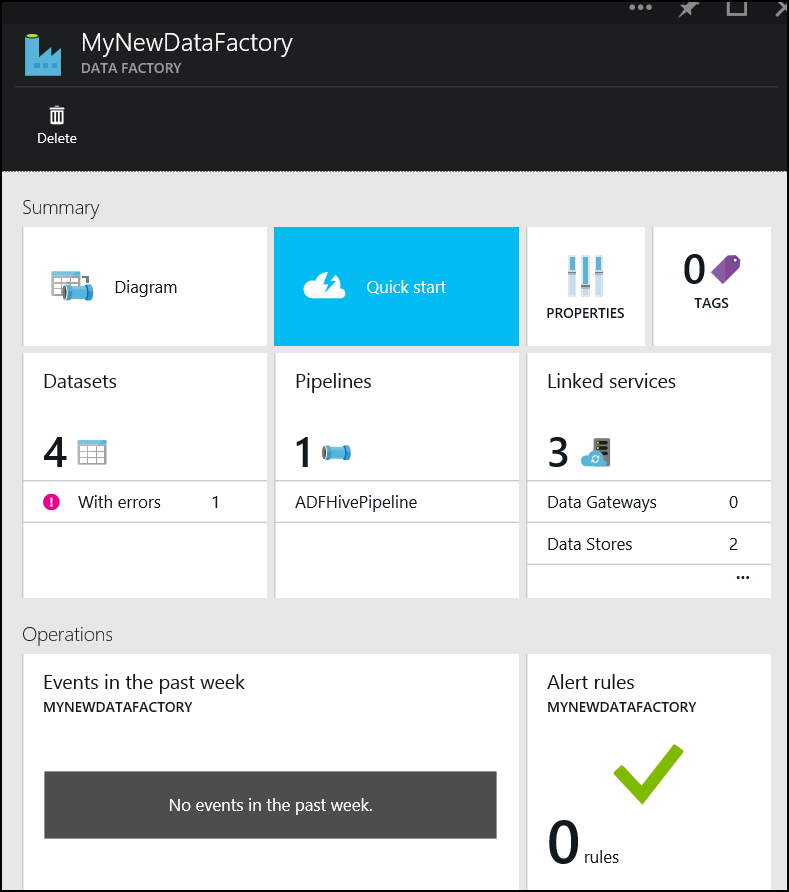 MyNewDataFactory
DATA FACTORY
Delete
Summary
Diagram
Quick start
PROPERTIES
0
TAGS
Datasets
4
With errors 1
Pipelines
1
ADFHivePipeline
Linked services
3
Data Gateways 0
Data Stores 2
...
Operations
Events in the past week
MYNEWDATAFACTORY
No events in the past week.
Alert rules
MYNEWDATAFACTORY
0 rules